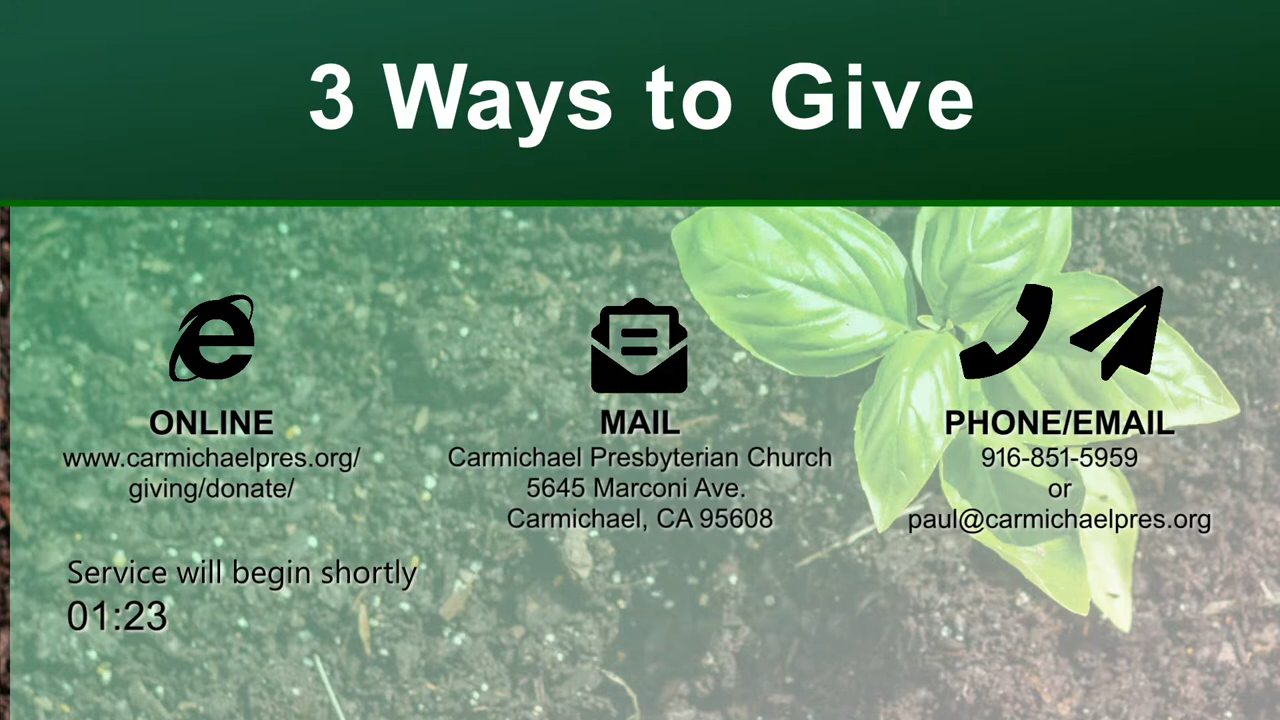 3 Ways to Give
ONLINE
www.carmichaelpres.org/
giving/donate/
MAIL
Carmichael Presbyterian Church
5645 Marconi Ave.
Carmichael, CA 95608
PHONE/EMAIL
916-851-5959
or
paul@carmichaelpres.org
Service will begin shortly
01:23